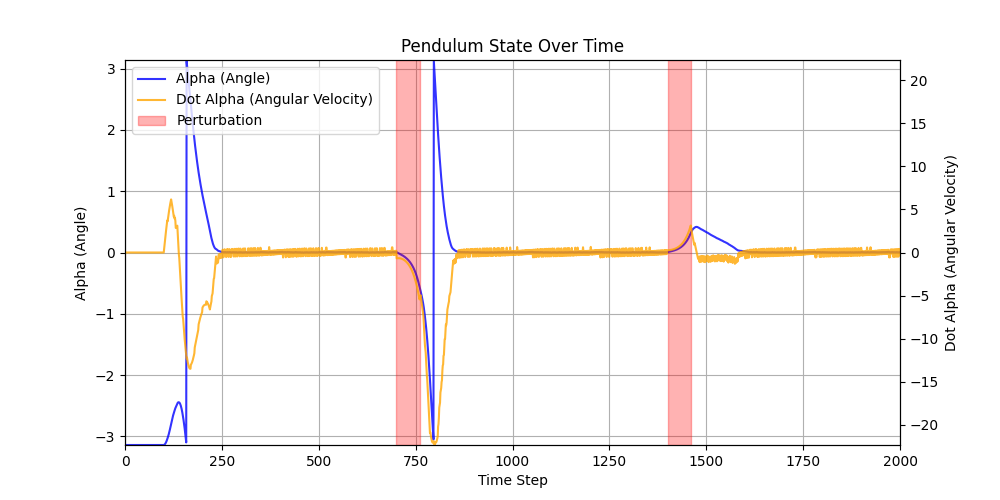 Pendulum State Over Time
Alpha (Angle)
Dot Alpha (Angular Velocity)
Perturbation
3
2
1
0
−1
−2
−3
Alpha (Angle)
20
15
10
5
0
−5
−10
−15
−20
Dot Alpha (Angular Velocity)
0 250 500 750 1000 1250 1500 1750 2000
Time Step